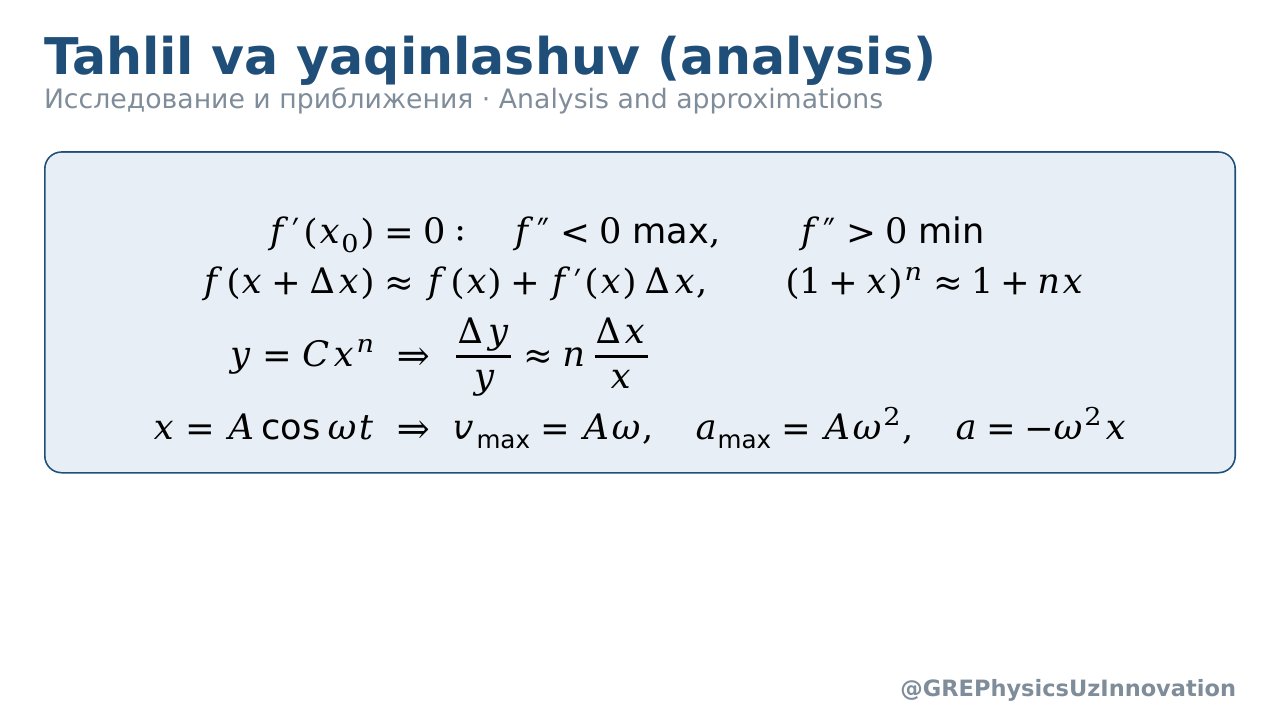 Tahlil va yaqinlashuv (analysis)
Исследование и приближения · Analysis and approximations
f′(x₀) = 0 : f″ < 0 max, f″ > 0 min
f(x + Δx) ≈ f(x) + f′(x) Δx, (1 + x)ⁿ ≈ 1 + nx
y = Cxⁿ ⇒ Δy/y ≈ n Δx/x
x = A cos ωt ⇒ v_max = Aω, a_max = Aω², a = −ω²x
@GREPhysicsUzInnovation